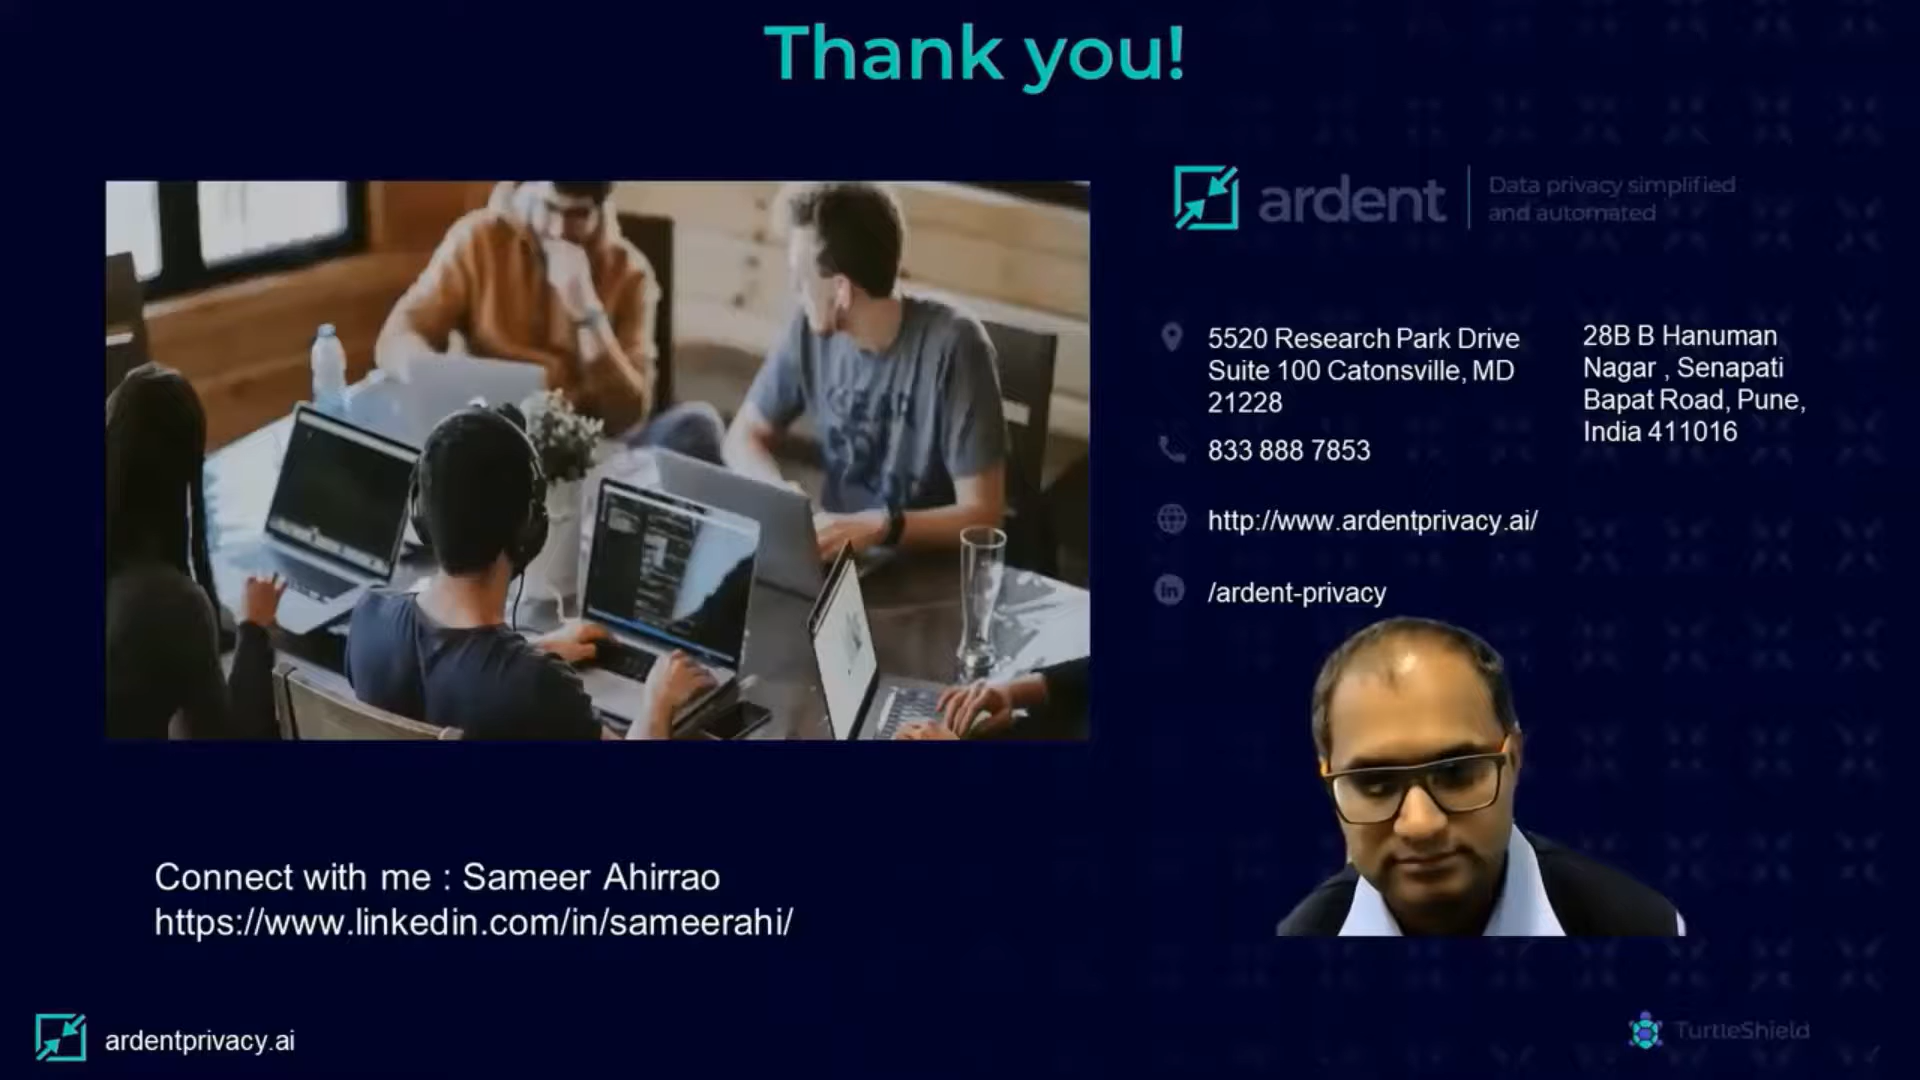 Thank you!
ardent
Data privacy simplified
and automated
5520 Research Park Drive
Suite 100 Catonsville, MD
21228
28B B Hanuman
Nagar , Senapati
Bapat Road, Pune,
India 411016
833 888 7853
http://www.ardentprivacy.ai/
in
/ardent-privacy
Connect with me : Sameer Ahirrao
https://www.linkedin.com/in/sameerahi/
ardentprivacy.ai
TurtleShield